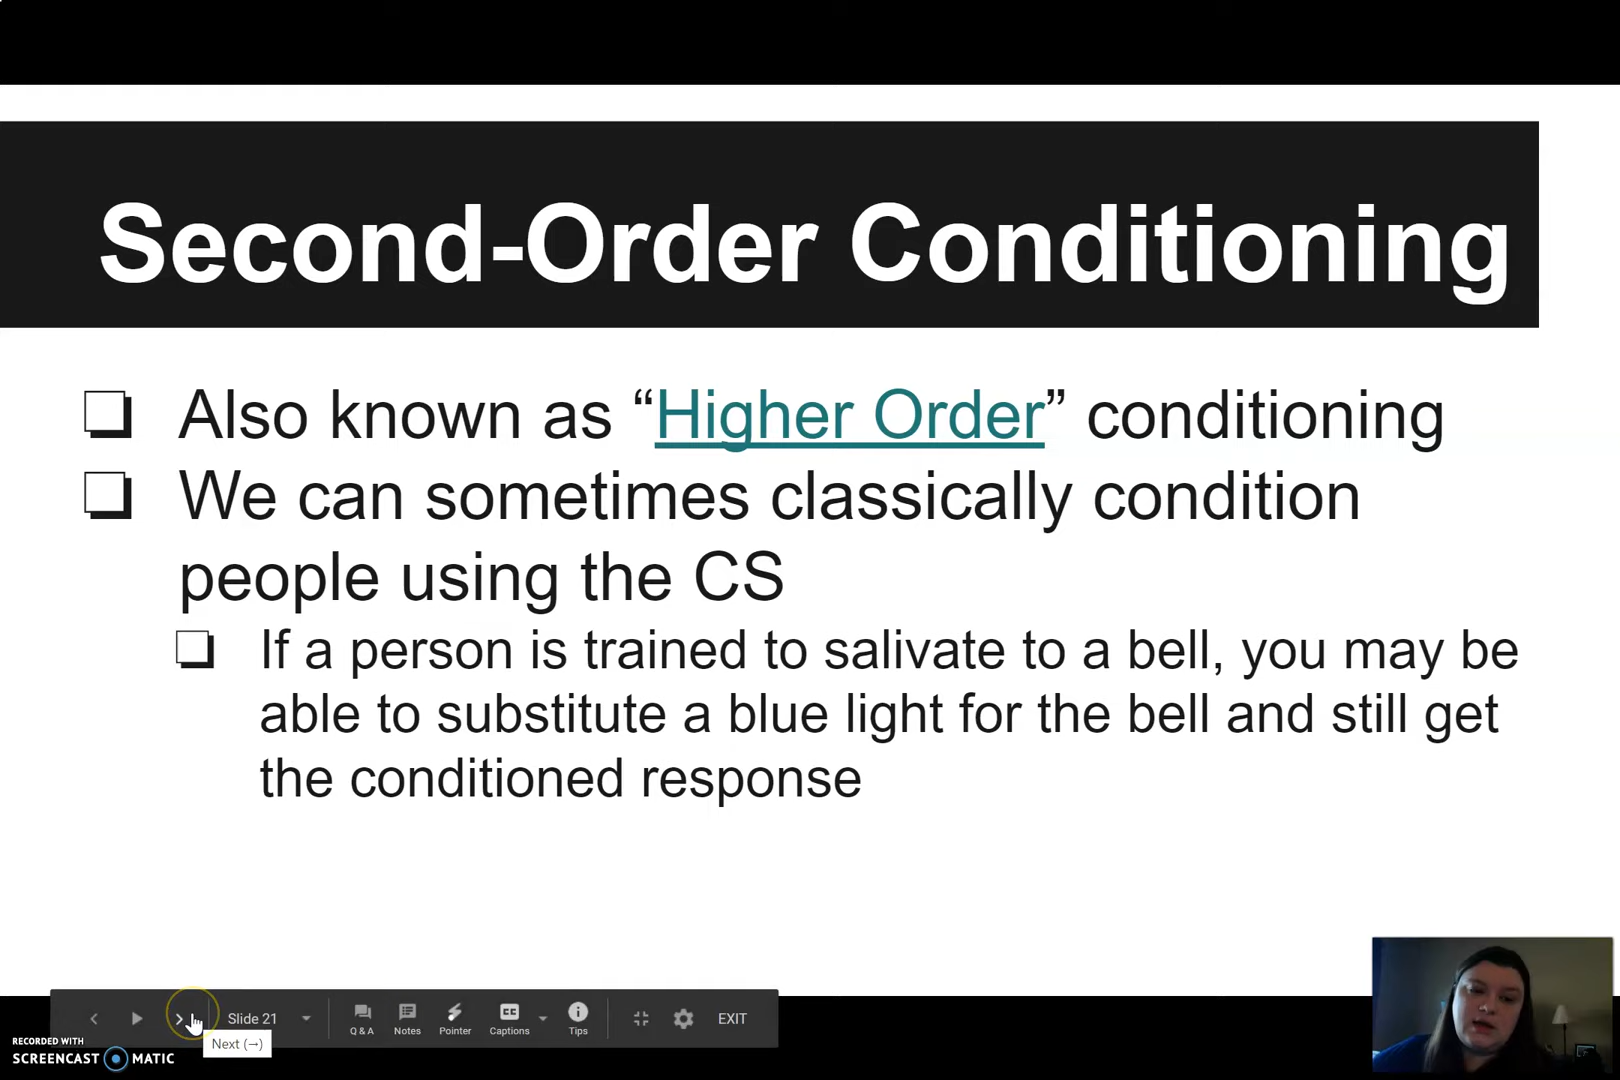 Second-Order Conditioning
Also known as “Higher Order” conditioning
We can sometimes classically condition
people using the CS
If a person is trained to salivate to a bell, you may be
able to substitute a blue light for the bell and still get
the conditioned response
Slide 21
Q & A
Notes
Pointer
CC
Captions
Tips
EXIT
Next (→)
RECORDED WITH
SCREENCAST MATIC